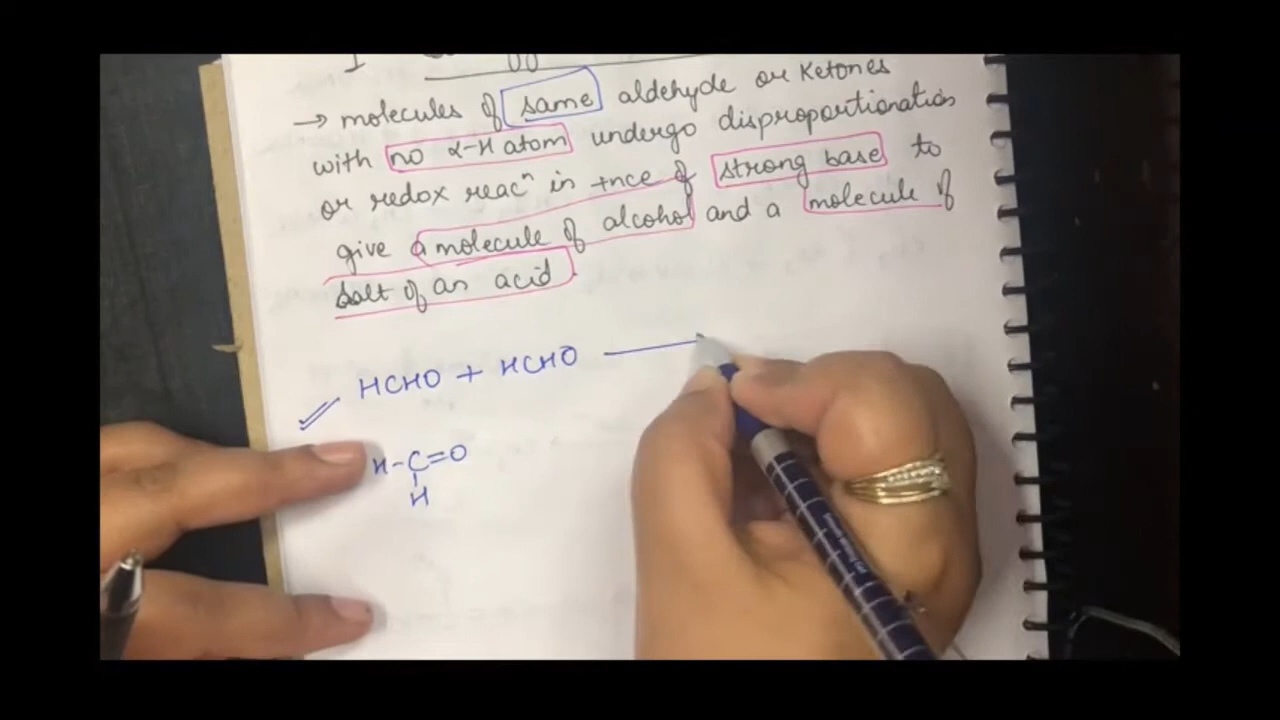 → molecules of same aldehyde or Ketones
with no α-H atom undergo disproportionation
or redox reacⁿ in +nce of strong base to
give a molecule of alcohol and a molecule of
salt of an acid.
HCHO + HCHO
H-C=O
H